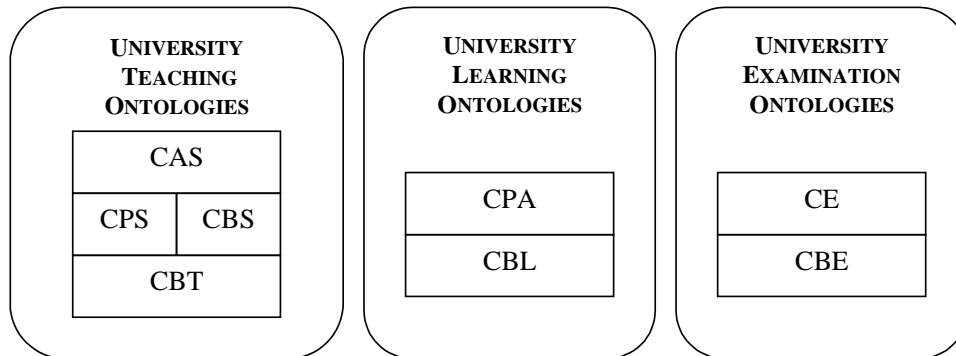 UNIVERSITY
TEACHING
ONTOLOGIES
CAS
CPS CBS
CBT
UNIVERSITY
LEARNING
ONTOLOGIES
CPA
CBL
UNIVERSITY
EXAMINATION
ONTOLOGIES
CE
CBE